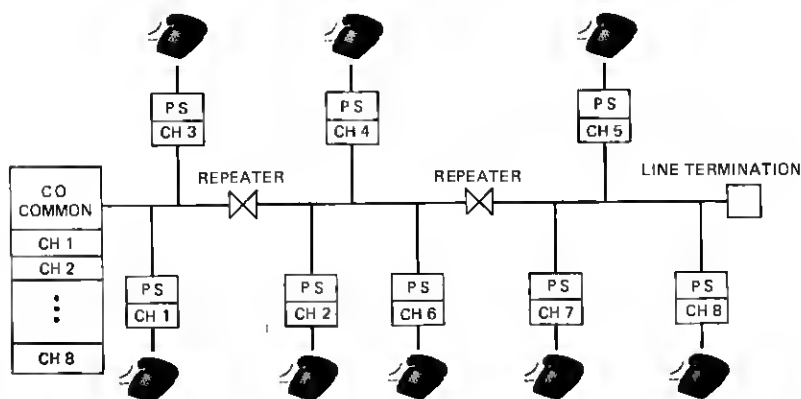 PS
CH 3
PS
CH 4
PS
CH 5
REPEATER
REPEATER
LINE TERMINATION
CO
COMMON
CH 1
CH 2
CH 8
PS
CH 1
PS
CH 2
PS
CH 6
PS
CH 7
PS
CH 8